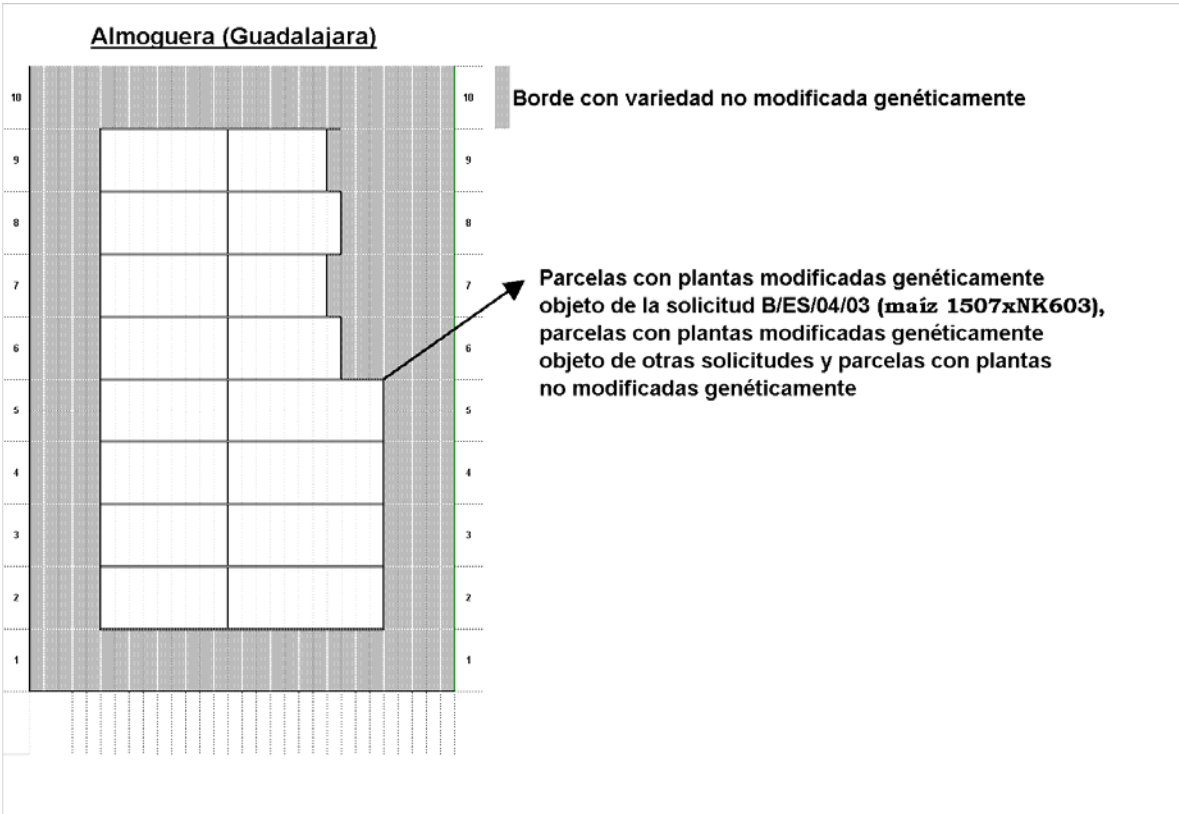 Almoguera (Guadalajara)
10 10 Borde con variedad no modificada genéticamente
9 9
8 8
7 7
Parcelas con plantas modificadas genéticamente
objeto de la solicitud B/ES/04/03 (maíz 1507xNK603),
parcelas con plantas modificadas genéticamente
6 6
objeto de otras solicitudes y parcelas con plantas
no modificadas genéticamente
5 5
4 4
3 3
2 2
1 1